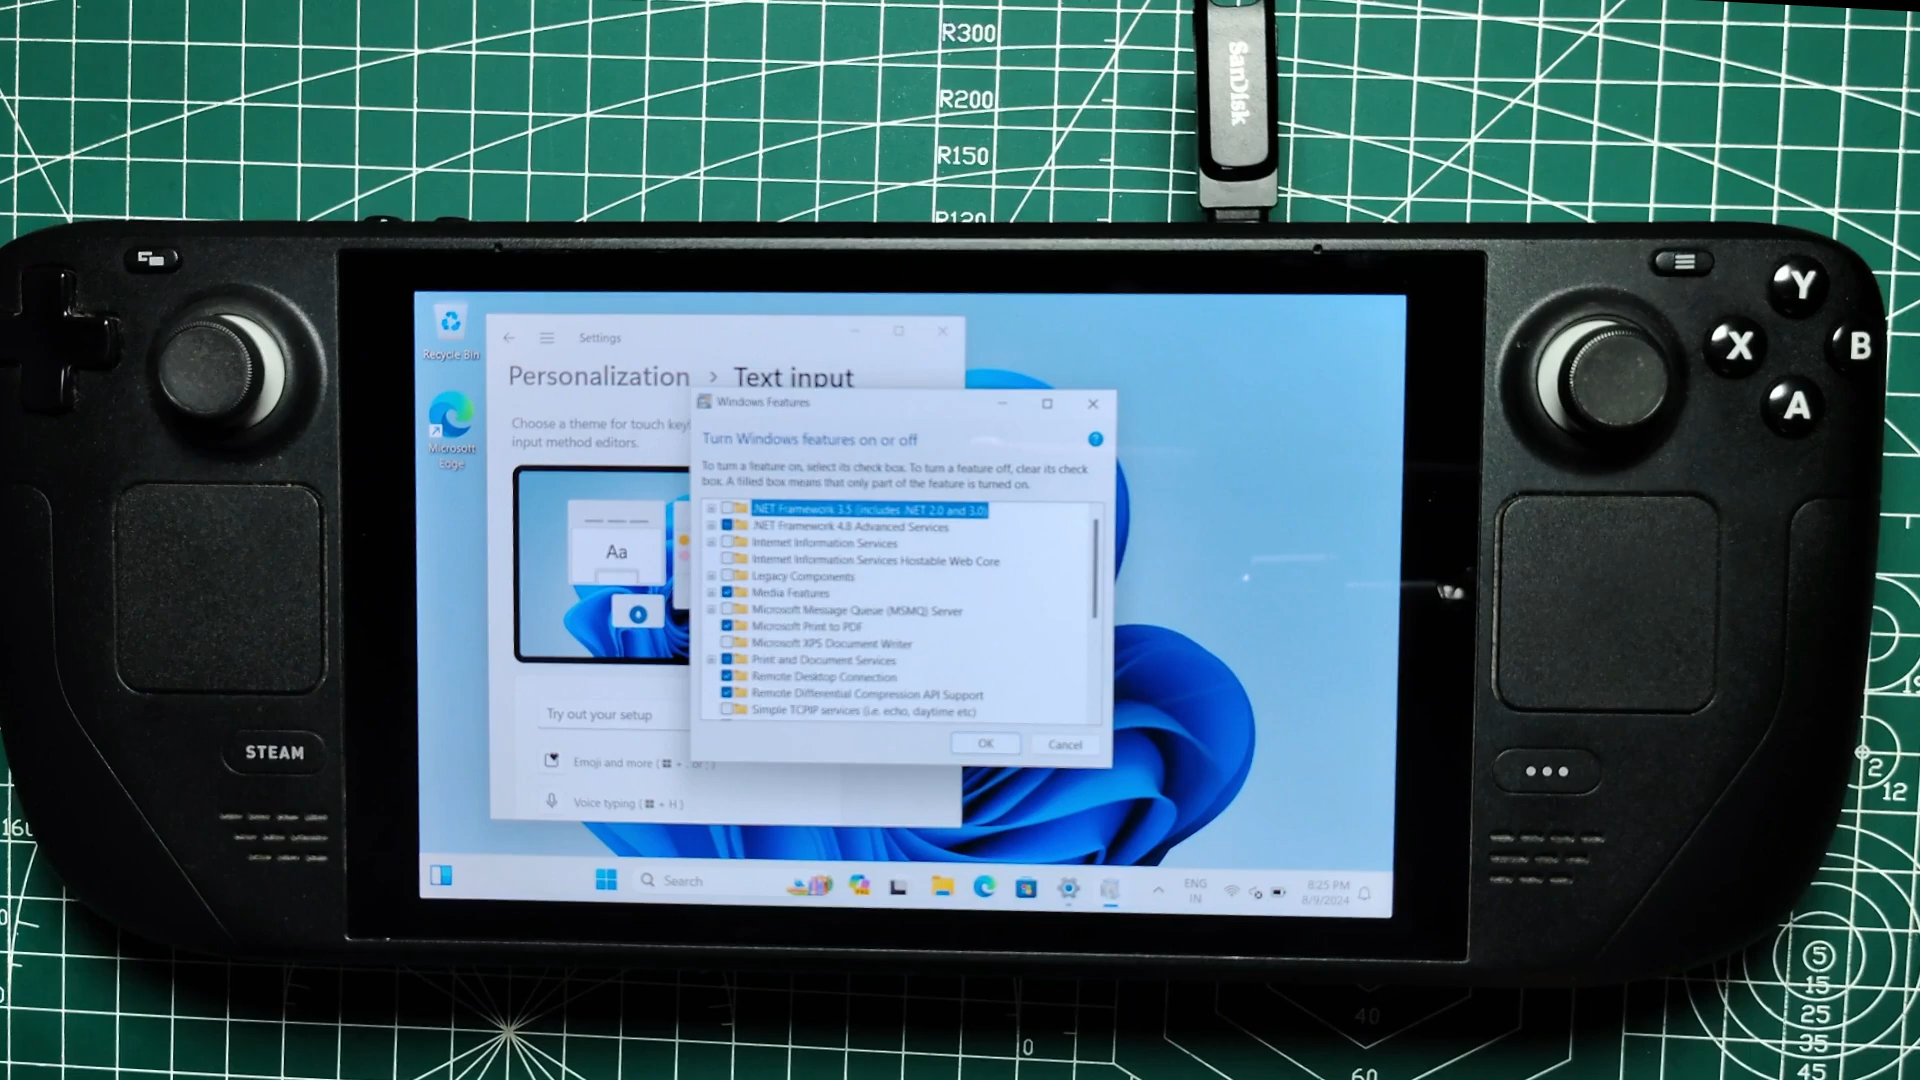 R300
R200
R150
R120
SanDisk
Y
X
B
A
STEAM
Recycle Bin
Microsoft
Edge
Settings
Personalization > Text input
Choose a theme for touch
input method editors.
Aa
Try out your setup
Emoji and more (
Voice typing ( + H )
Windows Features
Turn Windows features on or off
To turn a feature on, select its check box. To turn a feature off, clear its check
box. A filled box means that only part of the feature is turned on.
.NET Framework 3.5 (includes .NET 2.0 and 3.0)
.NET Framework 4.8 Advanced Services
Internet Information Services
Internet Information Services Hostable Web Core
Legacy Components
Media Features
Microsoft Message Queue (MSMQ) Server
Microsoft Print to PDF
Microsoft XPS Document Writer
Print and Document Services
Remote Desktop Connection
Remote Differential Compression API Support
Simple TCPIP services (i.e. echo, daytime etc)
OK
Cancel
Search
ENG
IN
8:25 PM
8/9/2024
2
12
5
15
25
35
45
40
60
0